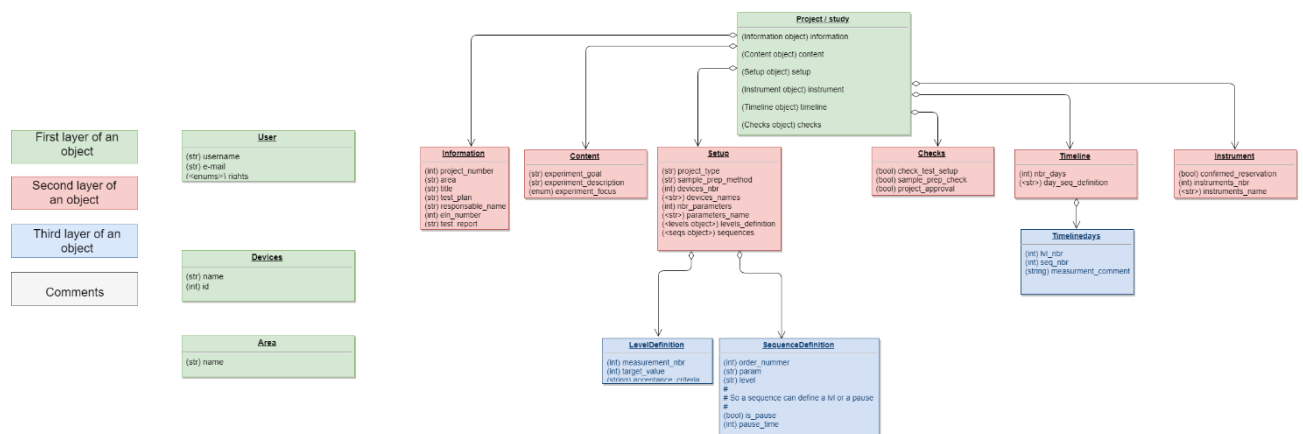 Project / study
(Information object) information
(Content object) content
(Setup object) setup
(Instrument object) instrument
(Timeline object) timeline
(Checks object) checks
First layer of an
object
Second layer of
an object
Third layer of an
object
Comments
User
(str) username
(str) e-mail
(<enums>) rights
Devices
(str) name
(int) id
Area
(str) name
Information
(int) project_number
(str) area
(str) title
(str) test_plan
(str) responsable_name
(int) eln_number
(str) test_report
Content
(str) experiment_goal
(str) experiment_description
(enum) experiment_focus
Setup
(str) project_type
(str) sample_prep_method
(int) devices_nbr
(<str>) devices_names
(int) nbr_parameters
(<str>) parameters_name
(<levels object>) levels_definition
(<seqs object>) sequences
Checks
(bool) check_test_setup
(bool) sample_prep_check
(bool) project_approval
Timeline
(int) nbr_days
(<str>) day_seq_definition
Instrument
(bool) confirmed_reservation
(int) instruments_nbr
(<str>) instruments_name
Timelinedays
(int) lvl_nbr
(int) seq_nbr
(string) measurment_comment
LevelDefinition
(int) measurement_nbr
(int) target_value
(string) acceptance_criteria
SequenceDefinition
(int) order_nummer
(str) param
(str) level
#
# So a sequence can define a lvl or a pause
#
(bool) is_pause
(int) pause_time